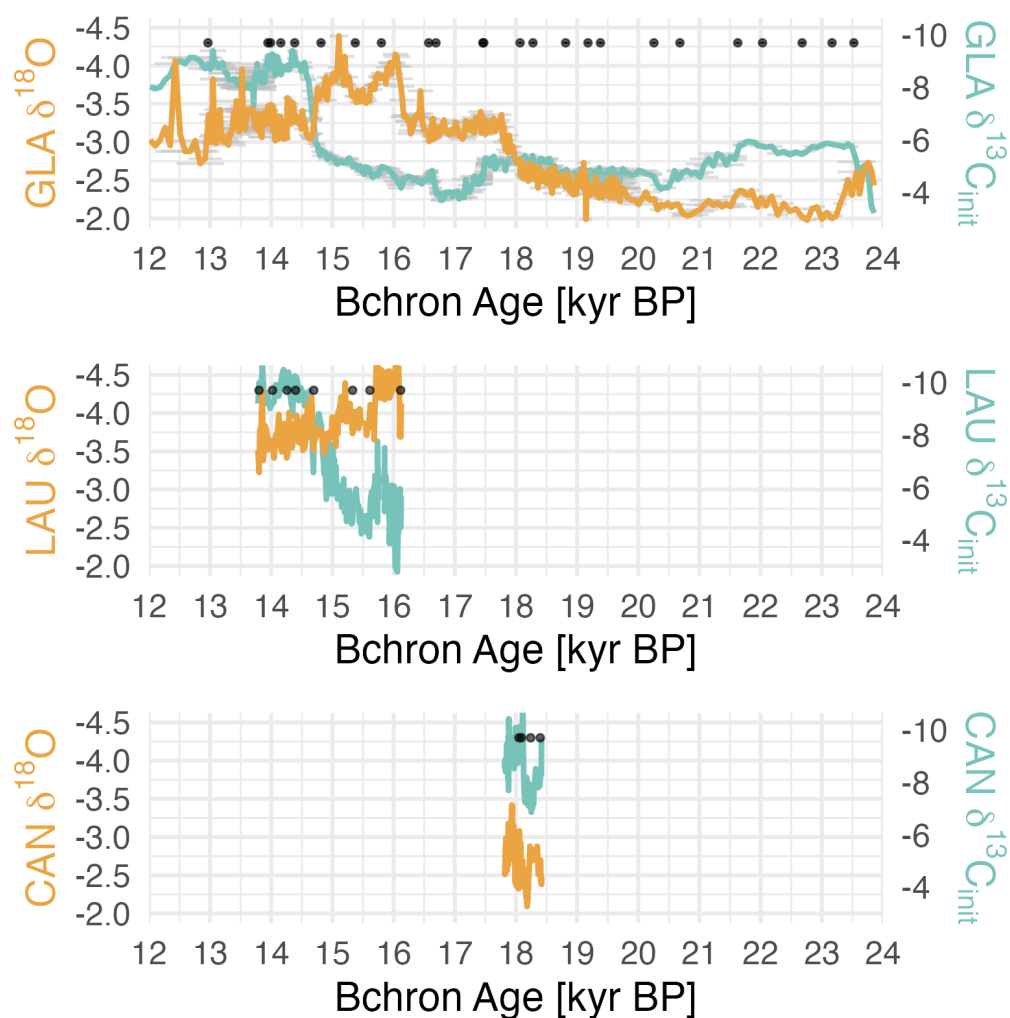 GLA δ¹⁸O
-4.5
-4.0
-3.5
-3.0
-2.5
-2.0
-10
-8
-6
-4
GLA δ¹³Cinit
12 13 14 15 16 17 18 19 20 21 22 23 24
Bchron Age [kyr BP]
LAU δ¹⁸O
-4.5
-4.0
-3.5
-3.0
-2.5
-2.0
-10
-8
-6
-4
LAU δ¹³Cinit
12 13 14 15 16 17 18 19 20 21 22 23 24
Bchron Age [kyr BP]
CAN δ¹⁸O
-4.5
-4.0
-3.5
-3.0
-2.5
-2.0
-10
-8
-6
-4
CAN δ¹³Cinit
12 13 14 15 16 17 18 19 20 21 22 23 24
Bchron Age [kyr BP]